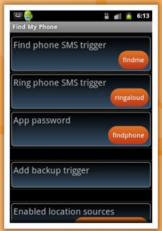 6:13
Find My Phone
Find phone SMS trigger
findme
Ring phone SMS trigger
ringaloud
App password
findphone
Add backup trigger
Enabled location sources